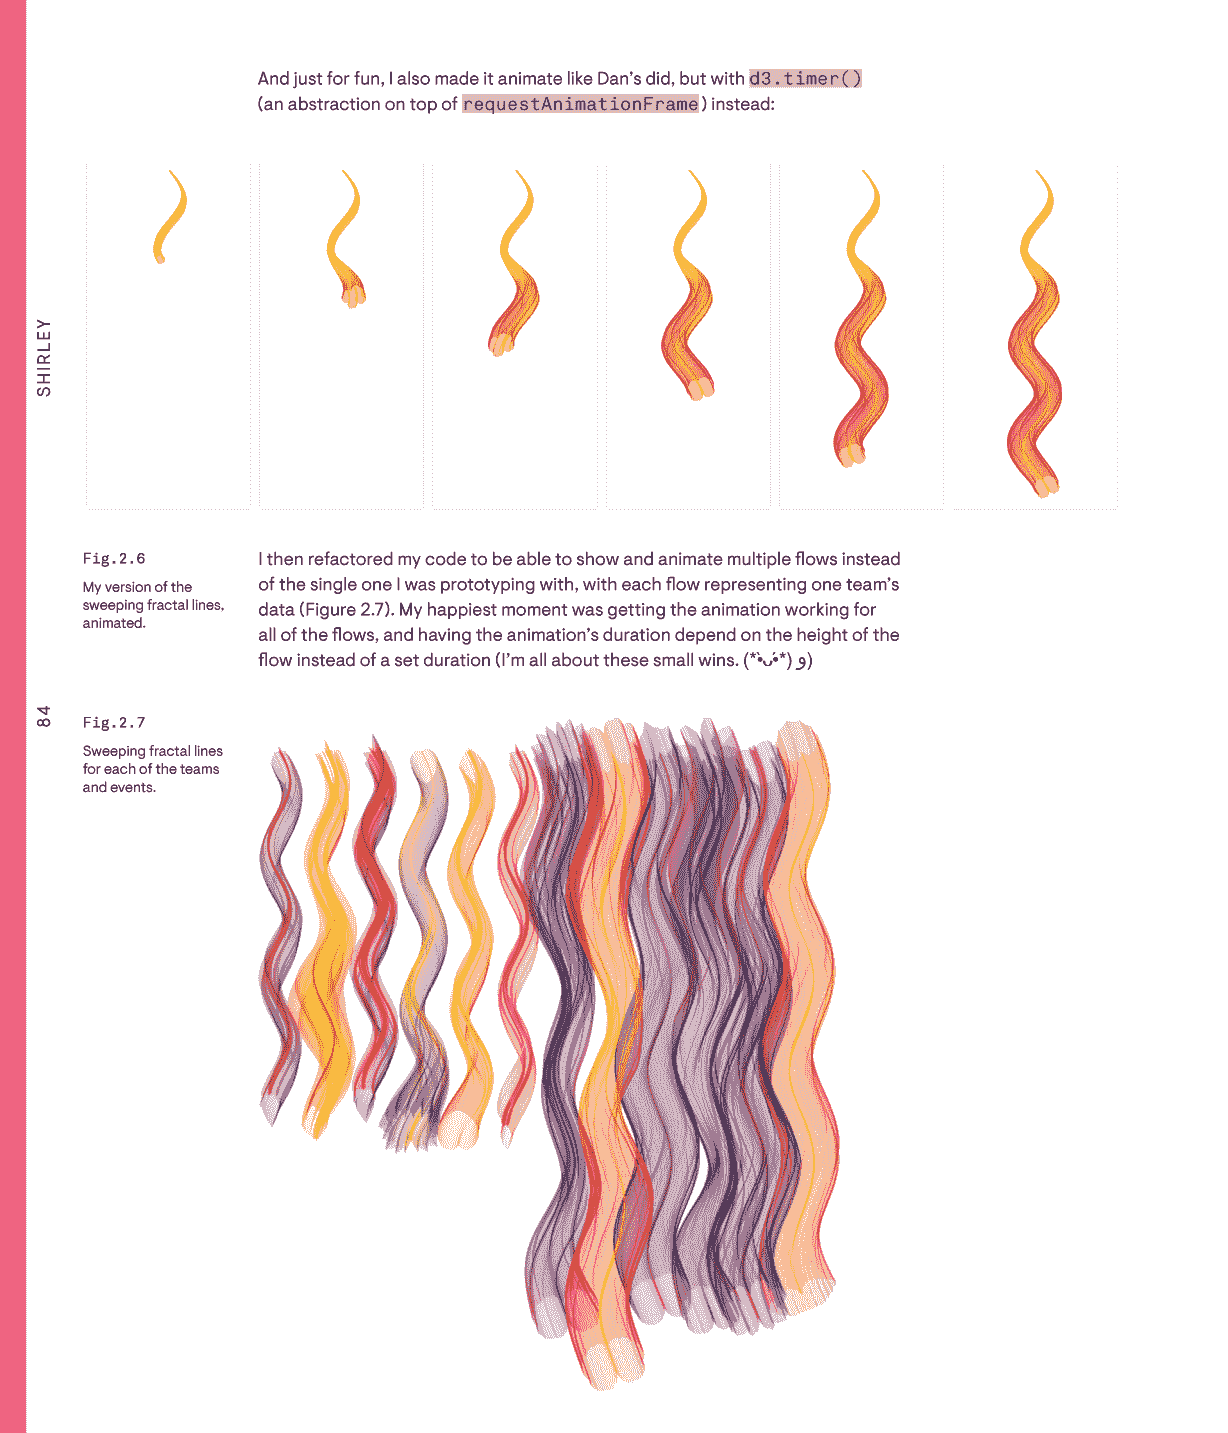 And just for fun, I also made it animate like Dan's did, but with d3.timer()
(an abstraction on top of requestAnimationFrame) instead:
SHIRLEY
Fig.2.6
My version of the
sweeping fractal lines,
animated.
I then refactored my code to be able to show and animate multiple flows instead
of the single one I was prototyping with, with each flow representing one team's
data (Figure 2.7). My happiest moment was getting the animation working for
all of the flows, and having the animation's duration depend on the height of the
flow instead of a set duration (I'm all about these small wins. (*•̀ᴗ•́*)و)
84
Fig.2.7
Sweeping fractal lines
for each of the teams
and events.